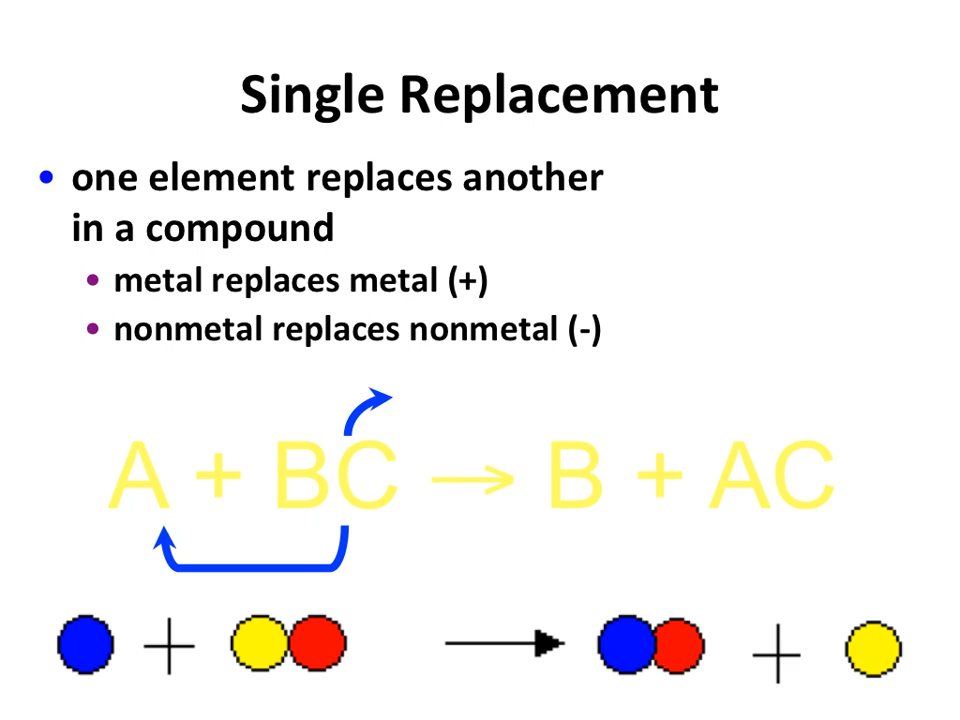 Single Replacement
• one element replaces another
in a compound
• metal replaces metal (+)
• nonmetal replaces nonmetal (-)
A + BC → B + AC
+ → +